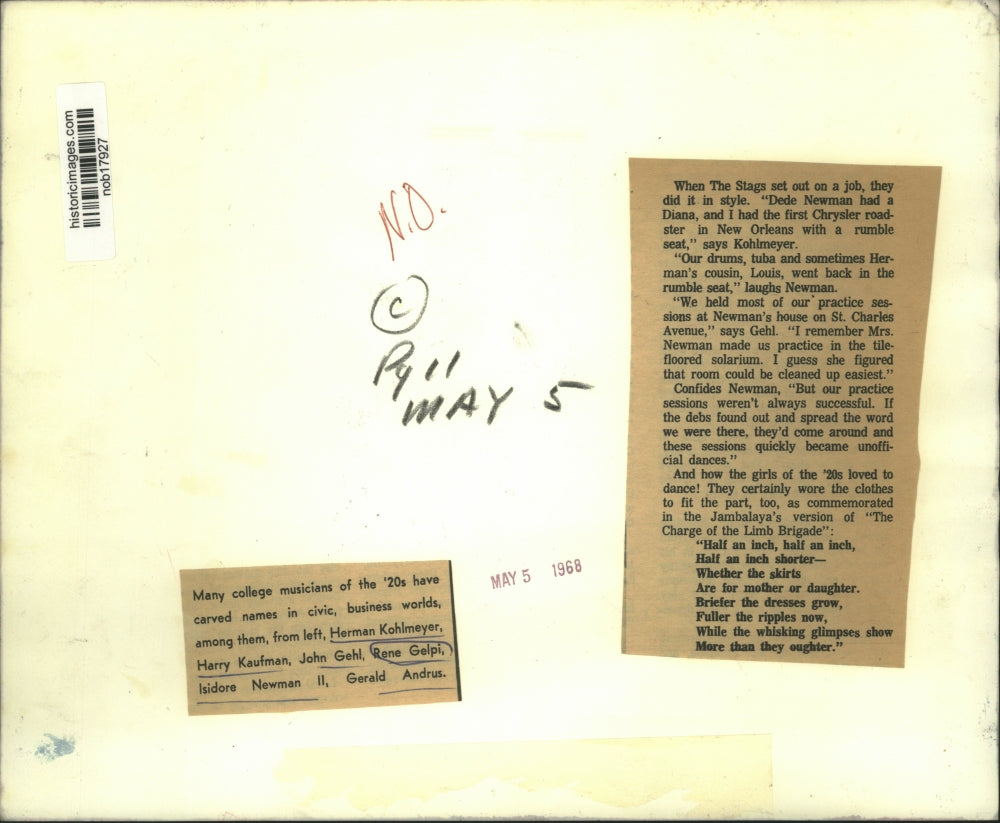 historicimages.com
nob17927
N.O.
©
Pg 11
MAY 5
MAY 5 1968
When The Stags set out on a job, they
did it in style. “Dede Newman had a
Diana, and I had the first Chrysler road-
ster in New Orleans with a rumble
seat,” says Kohlmeyer.
“Our drums, tuba and sometimes Her-
man’s cousin, Louis, went back in the
rumble seat,” laughs Newman.
“We held most of our practice ses-
sions at Newman’s house on St. Charles
Avenue,” says Gehl. “I remember Mrs.
Newman made us practice in the tile-
floored solarium. I guess she figured
that room could be cleaned up easiest.”
Confides Newman, “But our practice
sessions weren’t always successful. If
the debs found out and spread the word
we were there, they’d come around and
these sessions quickly became unoffi-
cial dances.”
And how the girls of the ’20s loved to
dance! They certainly wore the clothes
to fit the part, too, as commemorated
in the Jambalaya’s version of “The
Charge of the Limb Brigade”:
“Half an inch, half an inch,
Half an inch shorter—
Whether the skirts
Are for mother or daughter.
Briefer the dresses grow,
Fuller the ripples now,
While the whisking glimpses show
More than they oughter.”
Many college musicians of the ’20s have
carved names in civic, business worlds,
among them, from left, Herman Kohlmeyer,
Harry Kaufman, John Gehl, Rene Gelpi,
Isidore Newman II, Gerald Andrus.